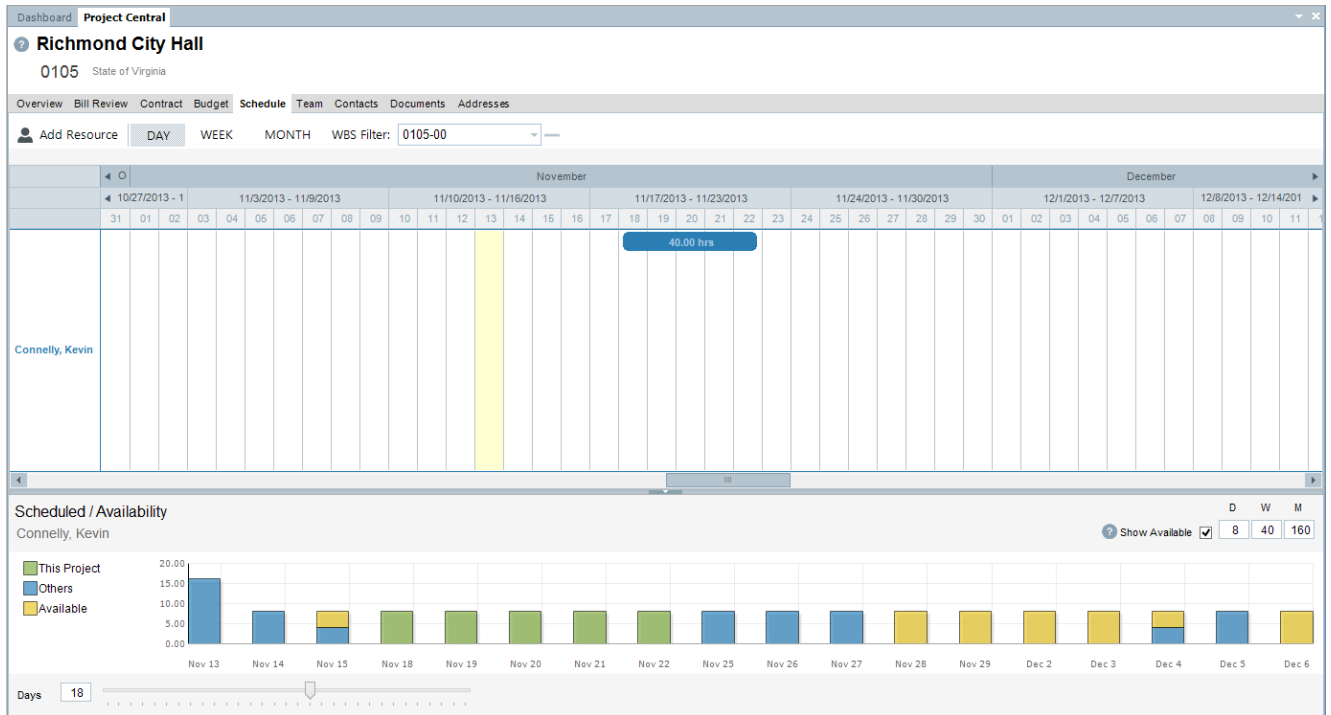 Dashboard Project Central
Richmond City Hall
0105 State of Virginia
Overview Bill Review Contract Budget Schedule Team Contacts Documents Addresses
Add Resource DAY WEEK MONTH WBS Filter: 0105-00
O November December
10/27/2013 - 1 11/3/2013 - 11/9/2013 11/10/2013 - 11/16/2013 11/17/2013 - 11/23/2013 11/24/2013 - 11/30/2013 12/1/2013 - 12/7/2013 12/8/2013 - 12/14/201
31 01 02 03 04 05 06 07 08 09 10 11 12 13 14 15 16 17 18 19 20 21 22 23 24 25 26 27 28 29 30 01 02 03 04 05 06 07 08 09 10 11 1
40.00 hrs
Connelly, Kevin
Scheduled / Availability
D W M
Connelly, Kevin
? Show Available 8 40 160
This Project
Others
Available
20.00
15.00
10.00
5.00
0.00
Nov 13 Nov 14 Nov 15 Nov 18 Nov 19 Nov 20 Nov 21 Nov 22 Nov 25 Nov 26 Nov 27 Nov 28 Nov 29 Dec 2 Dec 3 Dec 4 Dec 5 Dec 6
Days 18